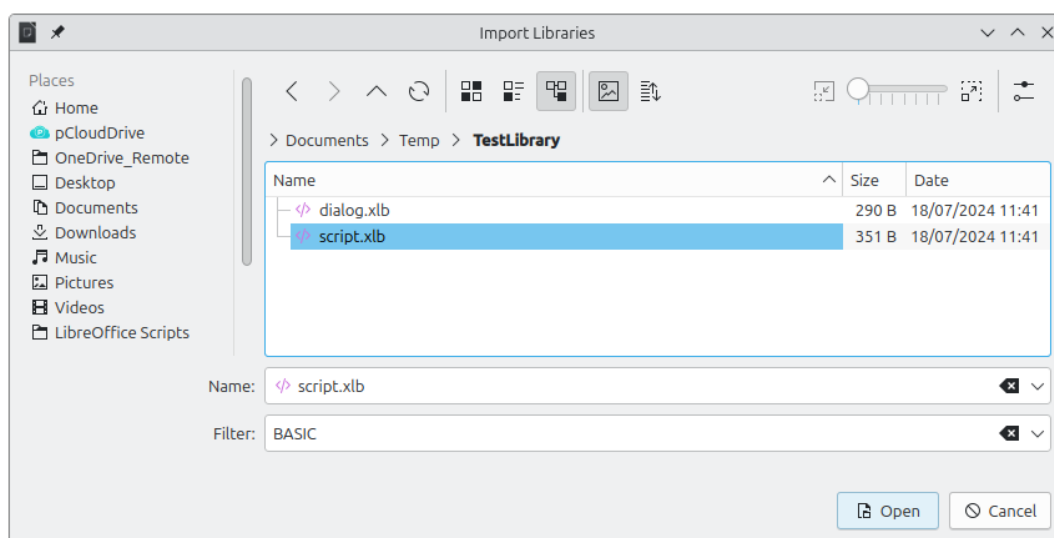 Import Libraries
Places
Home
pCloudDrive
OneDrive_Remote
Desktop
Documents
Downloads
Music
Pictures
Videos
LibreOffice Scripts
> Documents > Temp > TestLibrary
Name Size Date
dialog.xlb 290 B 18/07/2024 11:41
script.xlb 351 B 18/07/2024 11:41
Name: script.xlb
Filter: BASIC
Open Cancel